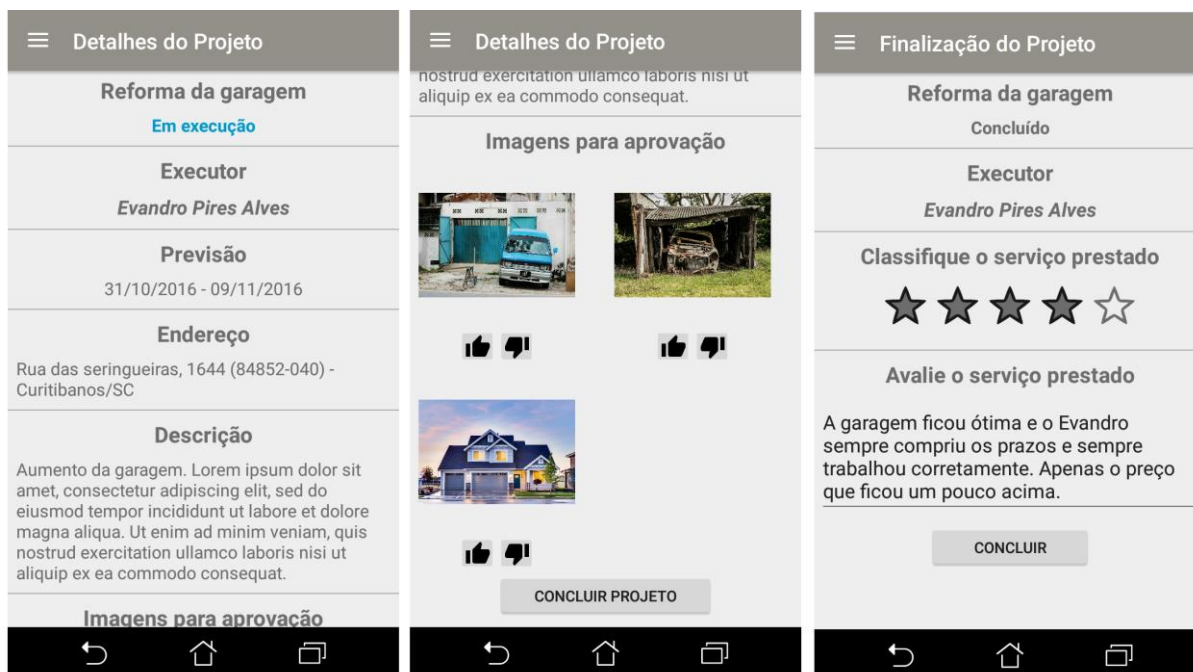 Detalhes do Projeto
Reforma da garagem
Em execução
Executor
Evandro Pires Alves
Previsão
31/10/2016 - 09/11/2016
Endereço
Rua das seringueiras, 1644 (84852-040) -
Curitibanos/SC
Descrição
Aumento da garagem. Lorem ipsum dolor sit
amet, consectetur adipiscing elit, sed do
eiusmod tempor incididunt ut labore et dolore
magna aliqua. Ut enim ad minim veniam, quis
nostrud exercitation ullamco laboris nisi ut
aliquip ex ea commodo consequat.
Imagens para aprovação
Detalhes do Projeto
nostrud exercitation ullamco laboris nisi ut
aliquip ex ea commodo consequat.
Imagens para aprovação
CONCLUIR PROJETO
Finalização do Projeto
Reforma da garagem
Concluído
Executor
Evandro Pires Alves
Classifique o serviço prestado
Avalie o serviço prestado
A garagem ficou ótima e o Evandro
sempre compriu os prazos e sempre
trabalhou corretamente. Apenas o preço
que ficou um pouco acima.
CONCLUIR